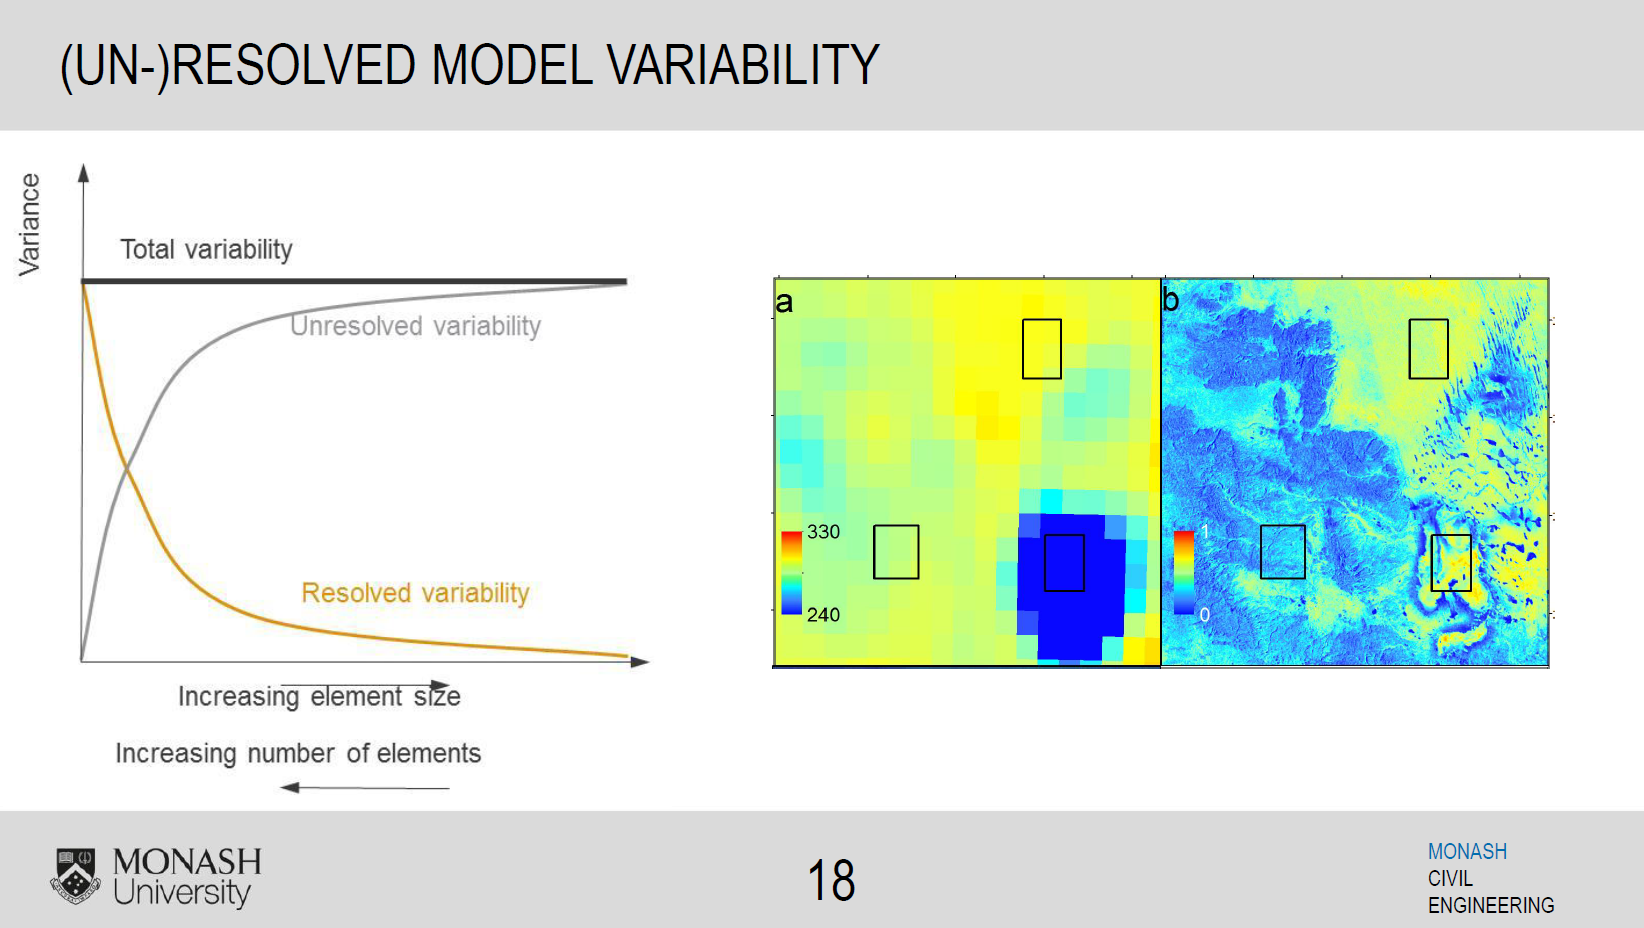 (UN-)RESOLVED MODEL VARIABILITY
Variance
Total variability
Unresolved variability
Resolved variability
Increasing element size
Increasing number of elements
a
330
240
b
1
0
MONASH
University
18
MONASH
CIVIL
ENGINEERING